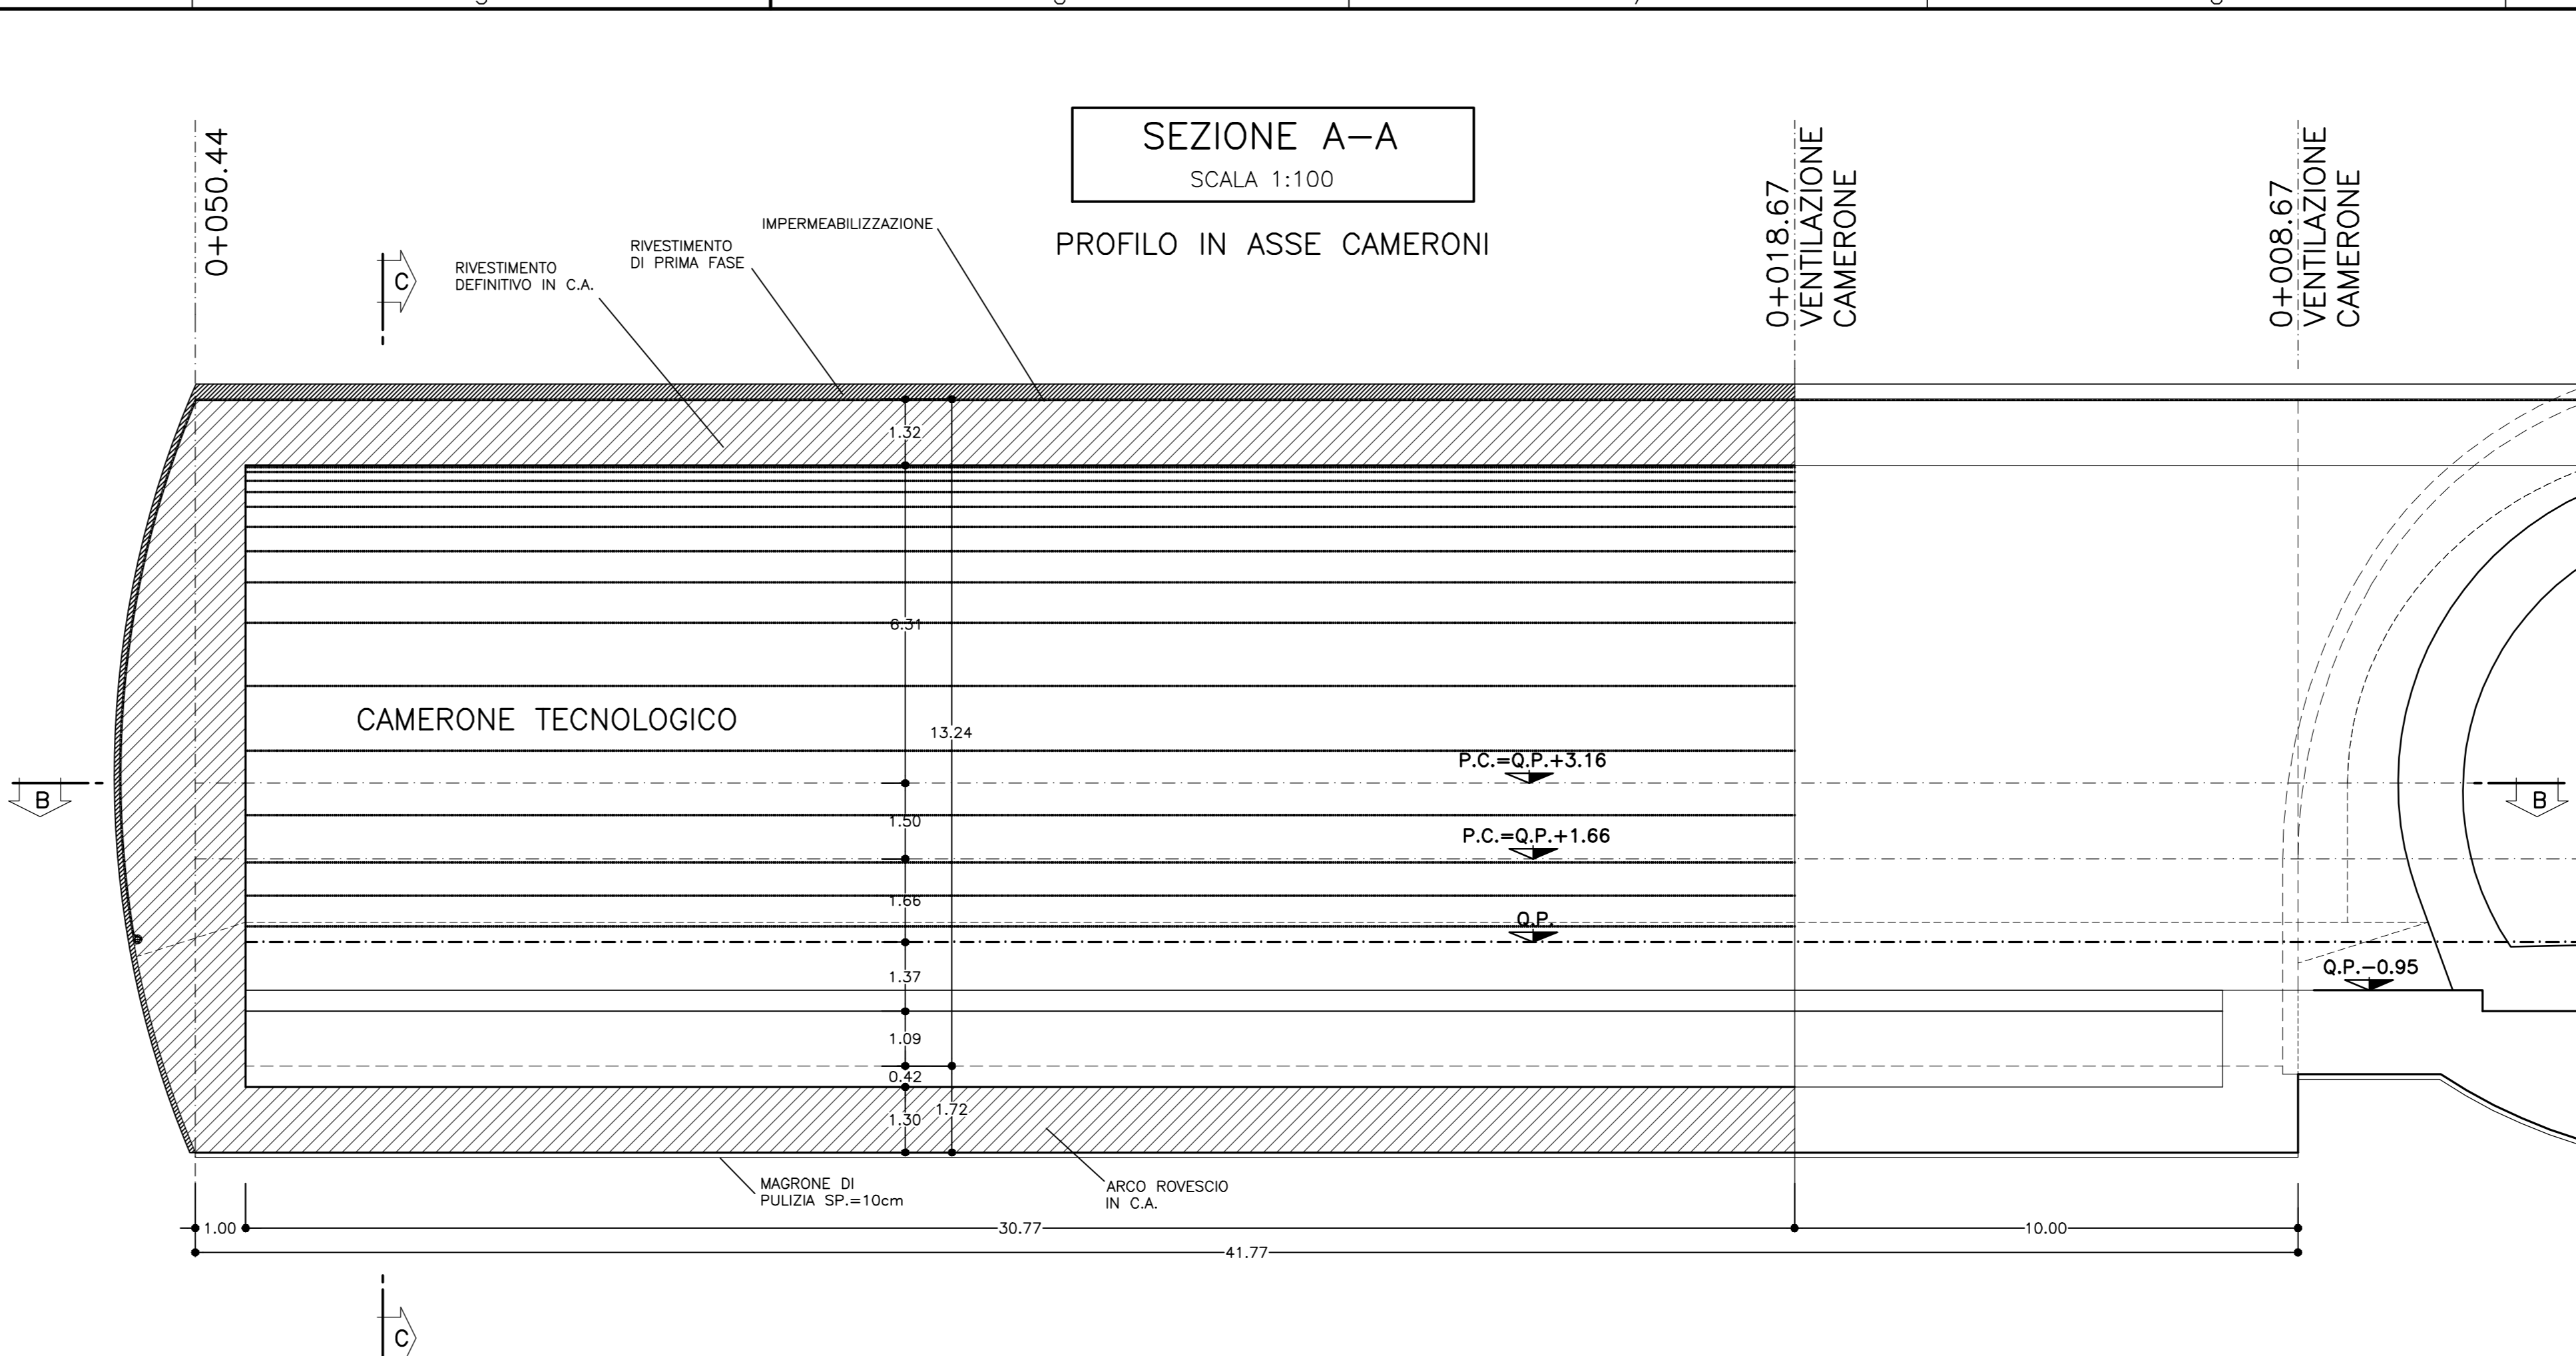 SEZIONE A–A
SCALA 1:100
PROFILO IN ASSE CAMERONI
0+050.44
0+018.67
VENTILAZIONE
CAMERONE
0+008.67
VENTILAZIONE
CAMERONE
IMPERMEABILIZZAZIONE
RIVESTIMENTO
DI PRIMA FASE
RIVESTIMENTO
DEFINITIVO IN C.A.
C
1.32
6.31
CAMERONE TECNOLOGICO
13.24
P.C.=Q.P.+3.16
B
B
1.50
P.C.=Q.P.+1.66
1.66
Q.P.
1.37
Q.P.–0.95
1.09
0.42
1.30
1.72
MAGRONE DI
PULIZIA SP.=10cm
ARCO ROVESCIO
IN C.A.
1.00
30.77
10.00
41.77
C